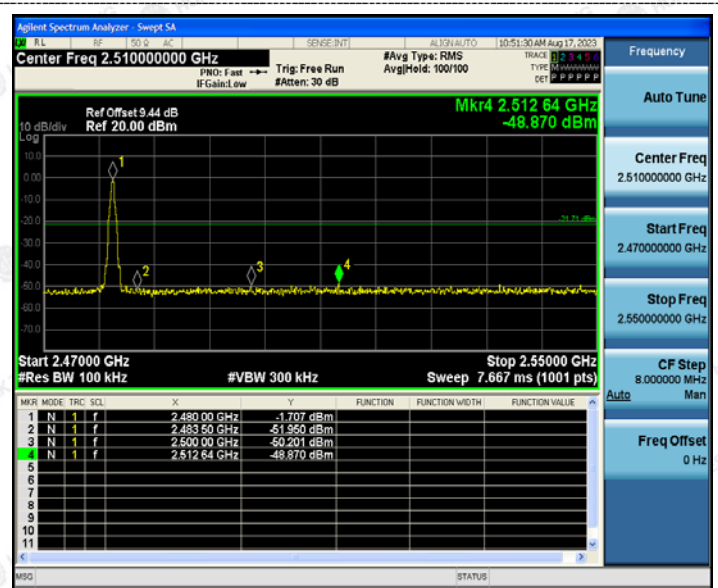 Agilent Spectrum Analyzer - Swept SA
RL RF 50 Ω AC SENSE:INT ALIGN AUTO 10:51:30 AM Aug 17, 2023
Center Freq 2.510000000 GHz #Avg Type: RMS TRACE 1 2 3 4 5 6
PNO: Fast Trig: Free Run Avg|Hold: 100/100 TYPE M
IFGain:Low #Atten: 30 dB DET P P P P P P
Ref Offset 9.44 dB Mkr4 2.512 64 GHz
10 dB/div Ref 20.00 dBm -48.870 dBm
Log
10.0
0.00
-10.0
-20.0
-21.71 dBm
-30.0
-40.0
-50.0
-60.0
-70.0
1
2
3
4
Start 2.47000 GHz Stop 2.55000 GHz
#Res BW 100 kHz #VBW 300 kHz Sweep 7.667 ms (1001 pts)
MKR MODE TRC SCL X Y FUNCTION FUNCTION WIDTH FUNCTION VALUE
1 N 1 f 2.480 00 GHz -1.707 dBm
2 N 1 f 2.483 50 GHz -51.950 dBm
3 N 1 f 2.500 00 GHz -50.201 dBm
4 N 1 f 2.512 64 GHz -48.870 dBm
5
6
7
8
9
10
11
MSG STATUS
Frequency
Auto Tune
Center Freq
2.510000000 GHz
Start Freq
2.470000000 GHz
Stop Freq
2.550000000 GHz
CF Step
8.000000 MHz
Auto Man
Freq Offset
0 Hz